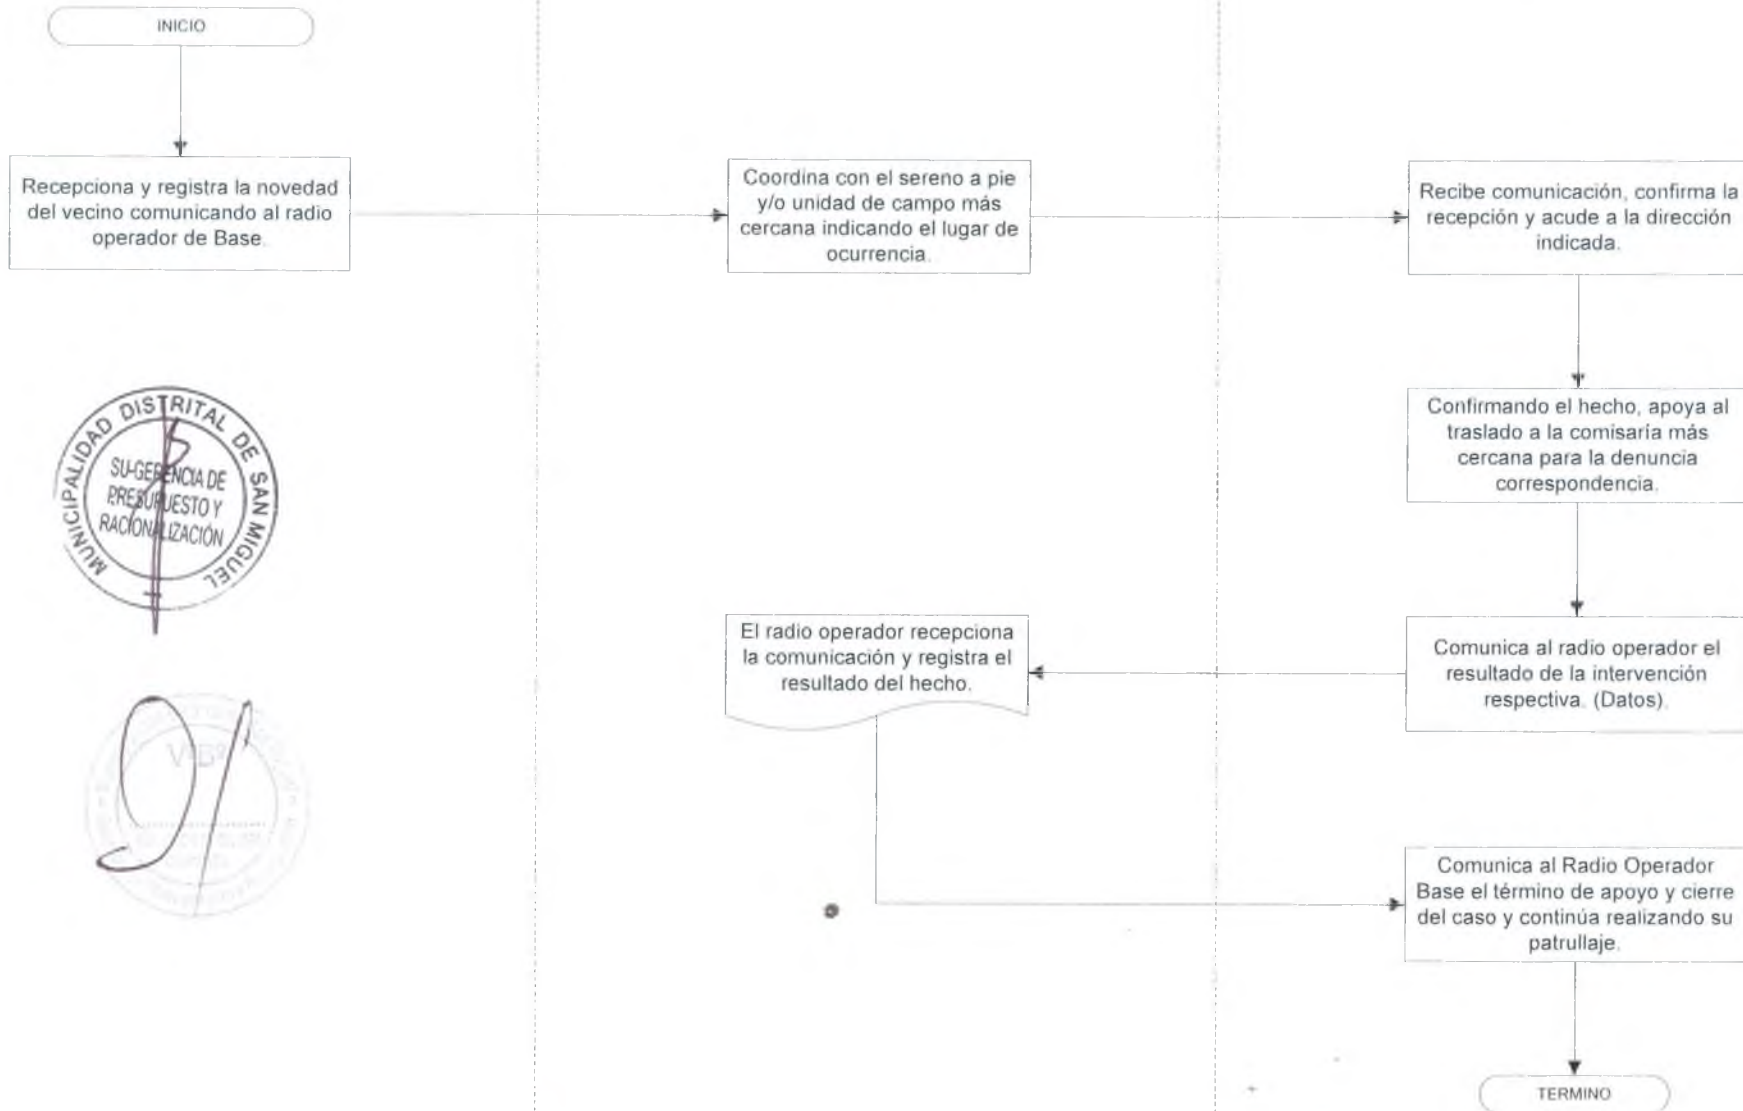 INICIO
Recepciona y registra la novedad
del vecino comunicando al radio
operador de Base.
Coordina con el sereno a pie
y/o unidad de campo más
cercana indicando el lugar de
ocurrencia.
Recibe comunicación, confirma la
recepción y acude a la dirección
indicada.
Confirmando el hecho, apoya al
traslado a la comisaría más
cercana para la denuncia
correspondencia.
Comunica al radio operador el
resultado de la intervención
respectiva. (Datos).
El radio operador recepciona
la comunicación y registra el
resultado del hecho.
Comunica al Radio Operador
Base el término de apoyo y cierre
del caso y continúa realizando su
patrullaje.
TERMINO
MUNICIPALIDAD DISTRITAL DE SAN MIGUEL
SU-GERENCIA DE
PRESUPUESTO Y
RACIONALIZACIÓN
VºBº